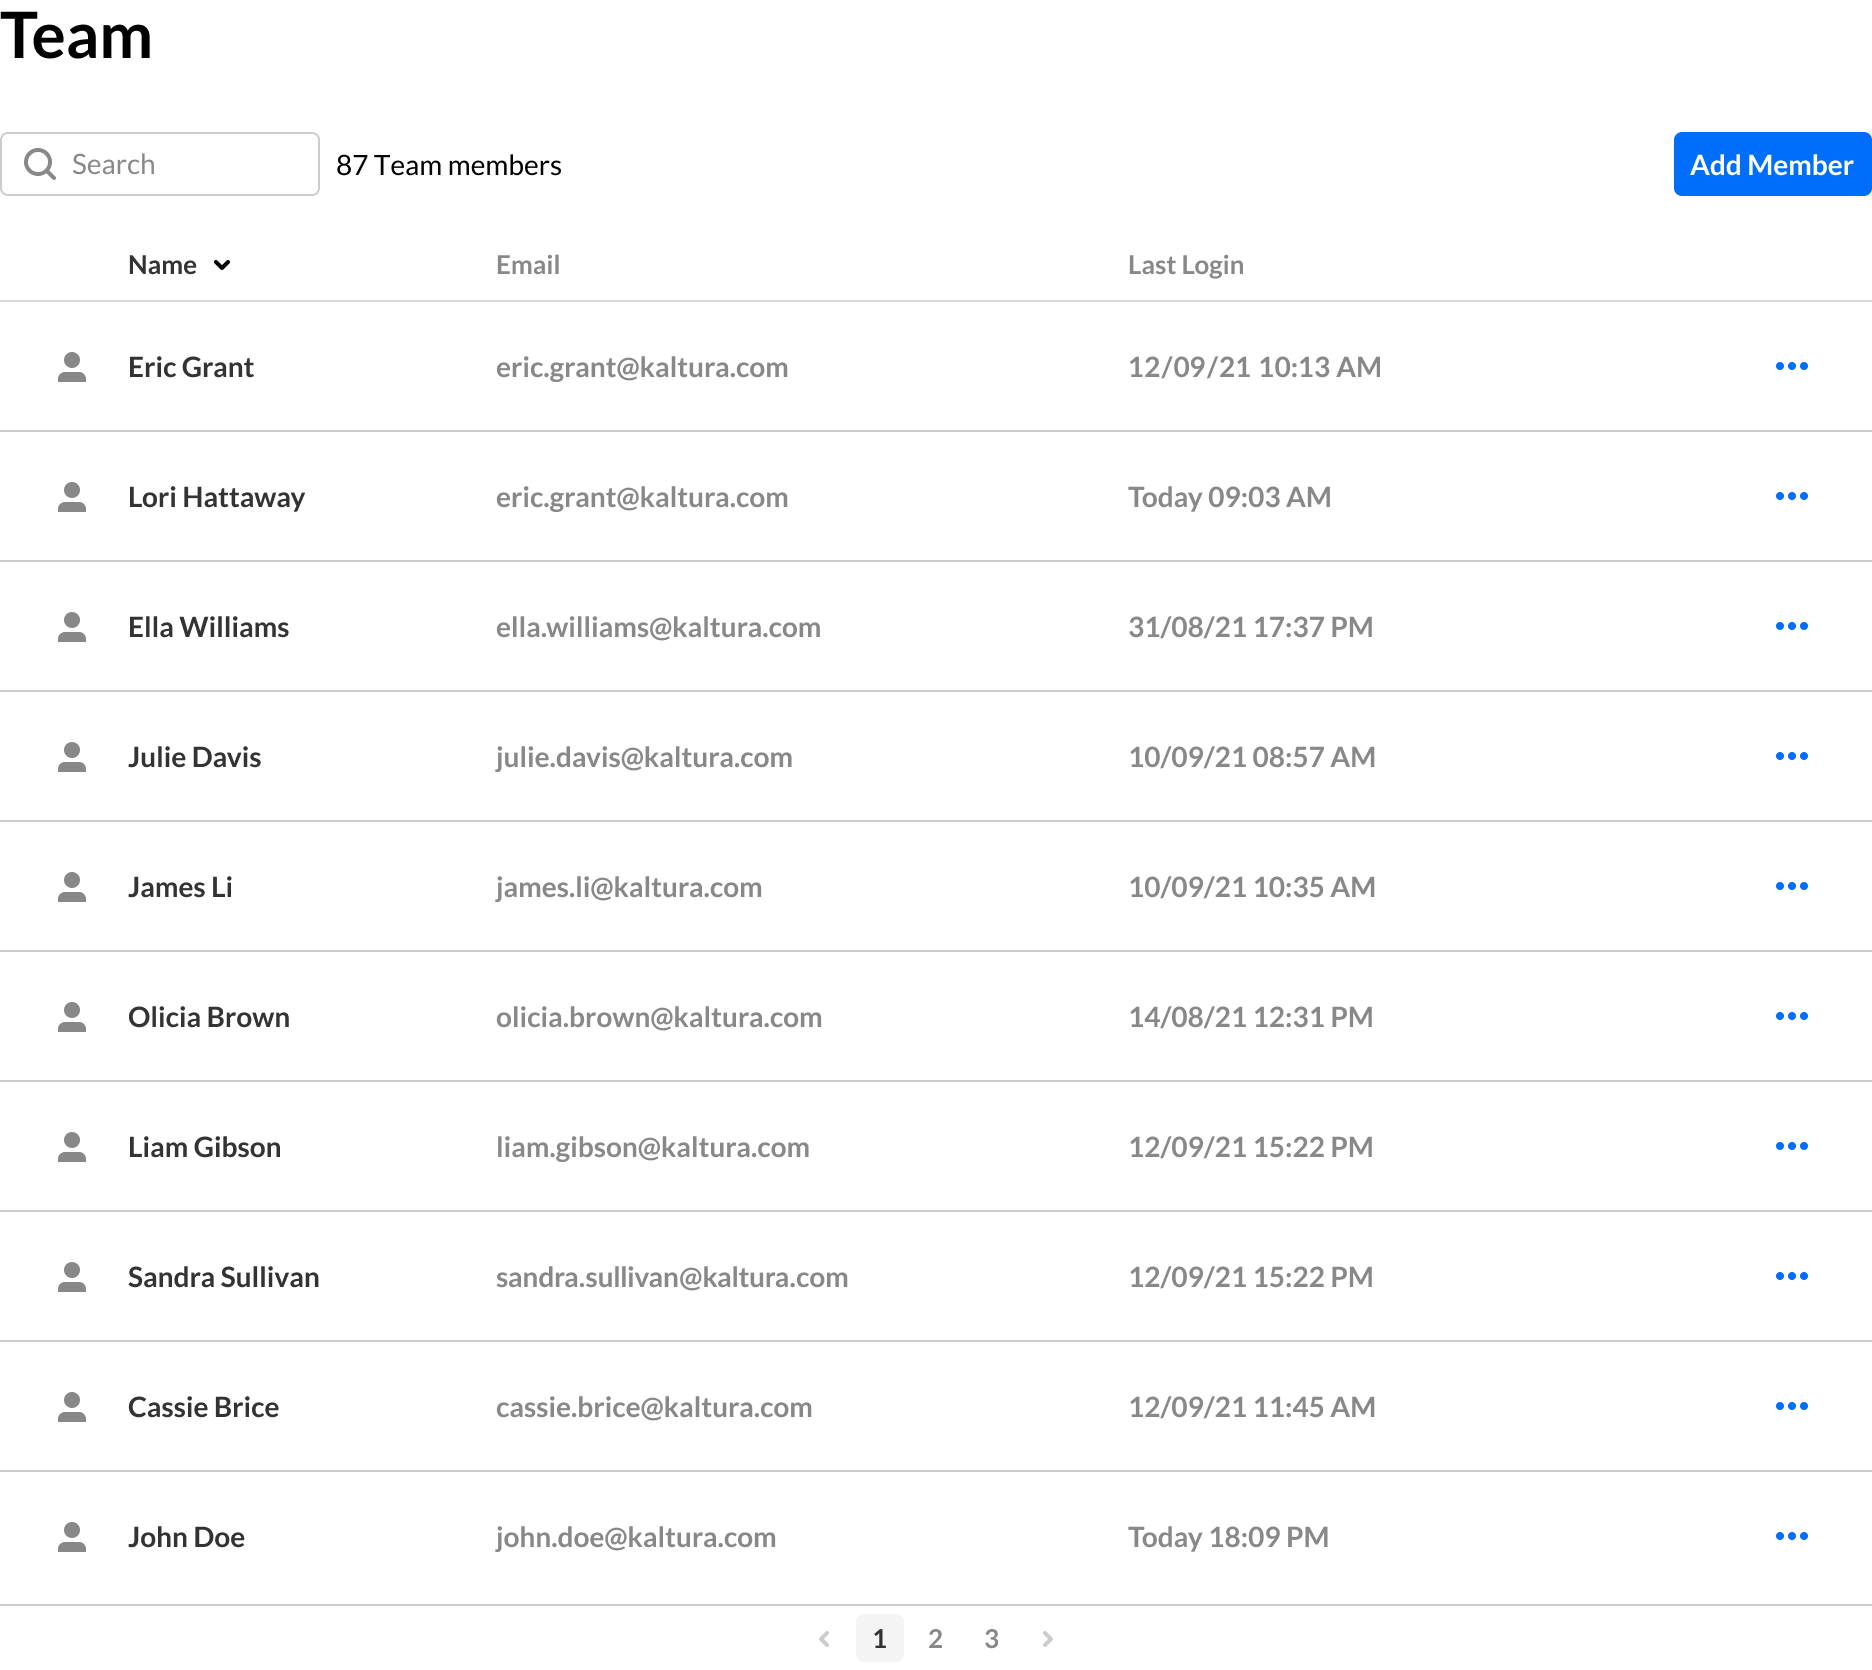 Team
Search
87 Team members
Add Member
Name Email Last Login
Eric Grant eric.grant@kaltura.com 12/09/21 10:13 AM
Lori Hattaway eric.grant@kaltura.com Today 09:03 AM
Ella Williams ella.williams@kaltura.com 31/08/21 17:37 PM
Julie Davis julie.davis@kaltura.com 10/09/21 08:57 AM
James Li james.li@kaltura.com 10/09/21 10:35 AM
Olicia Brown olicia.brown@kaltura.com 14/08/21 12:31 PM
Liam Gibson liam.gibson@kaltura.com 12/09/21 15:22 PM
Sandra Sullivan sandra.sullivan@kaltura.com 12/09/21 15:22 PM
Cassie Brice cassie.brice@kaltura.com 12/09/21 11:45 AM
John Doe john.doe@kaltura.com Today 18:09 PM
1 2 3